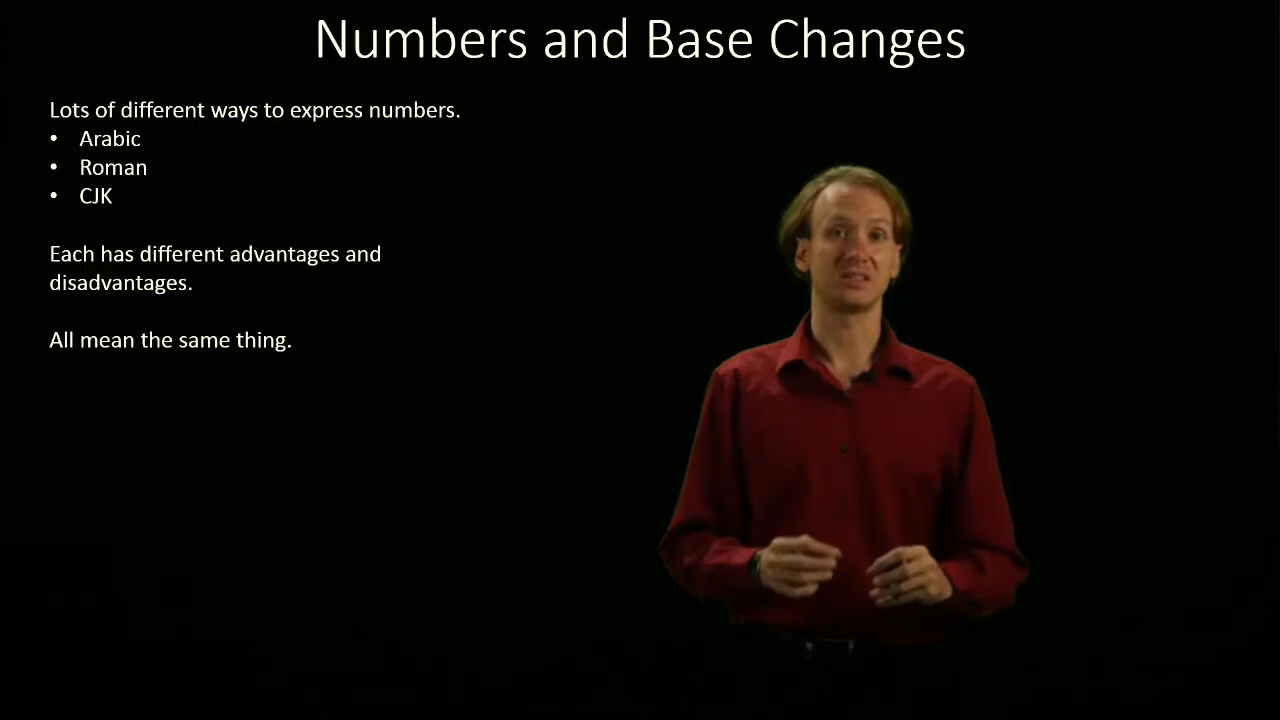 Numbers and Base Changes
Lots of different ways to express numbers.
• Arabic
• Roman
• CJK
Each has different advantages and
disadvantages.
All mean the same thing.